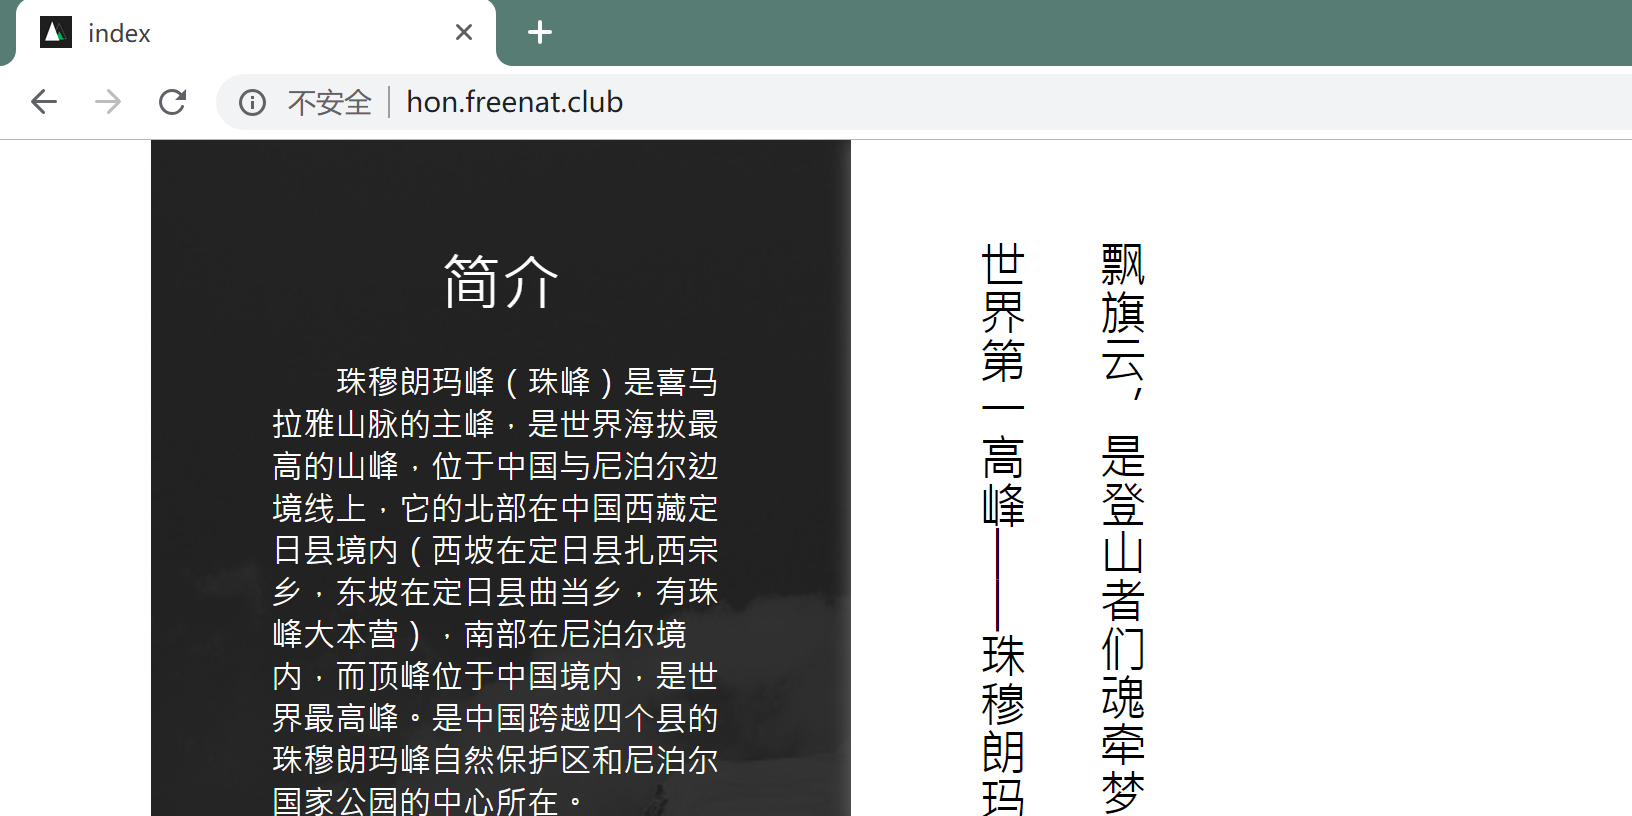 index
不安全 hon.freenat.club
简介
珠穆朗玛峰（珠峰）是喜马
拉雅山脉的主峰，是世界海拔最
高的山峰，位于中国与尼泊尔边
境线上，它的北部在中国西藏定
日县境内（西坡在定日县扎西宗
乡，东坡在定日县曲当乡，有珠
峰大本营），南部在尼泊尔境
内，而顶峰位于中国境内，是世
界最高峰。是中国跨越四个县的
珠穆朗玛峰自然保护区和尼泊尔
国家公园的中心所在。
飘旗云，是登山者们魂牵梦
世界第一高峰——珠穆朗玛